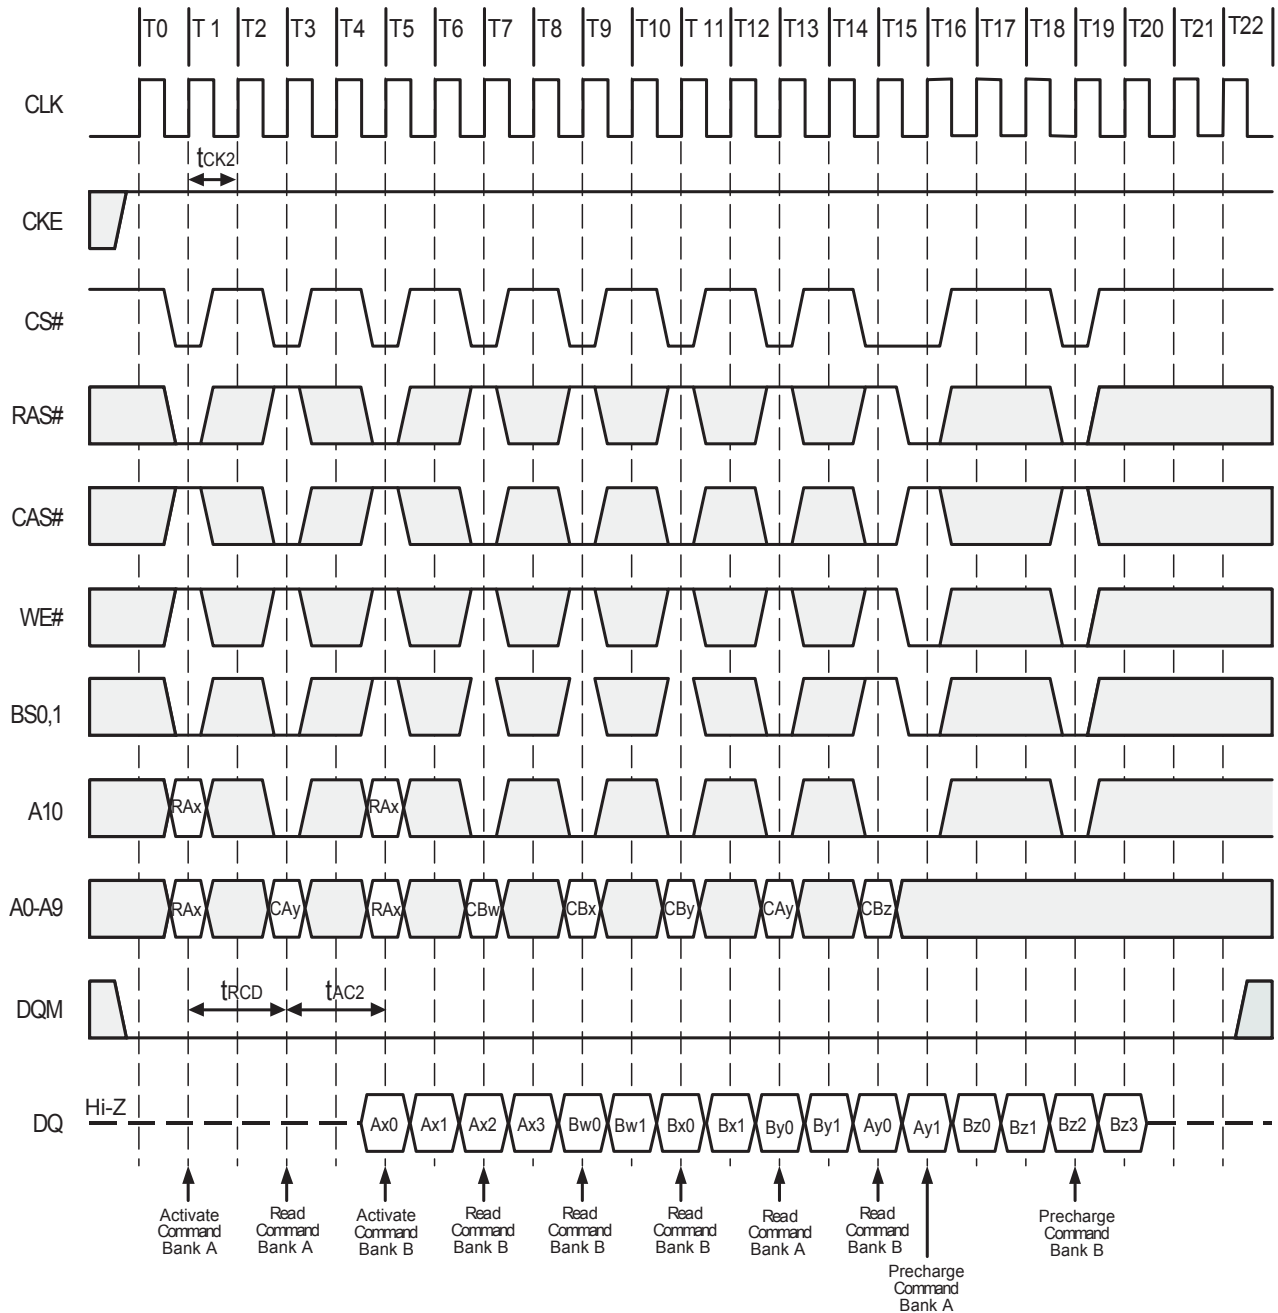 T0 T 1 T2 T3 T4 T5 T6 T7 T8 T9 T10 T 11 T12 T13 T14 T15 T16 T17 T18 T19 T20 T21 T22
CLK
tCK2
CKE
CS#
RAS#
CAS#
WE#
BS0,1
A10 RAx RAx
A0-A9 RAx CAy RAx CBw CBx CBy CAy CBz
tRCD tAC2
DQM
Hi-Z
DQ Ax0 Ax1 Ax2 Ax3 Bw0 Bw1 Bx0 Bx1 By0 By1 Ay0 Ay1 Bz0 Bz1 Bz2 Bz3
Activate
Command
Bank A
Read
Command
Bank A
Activate
Command
Bank B
Read
Command
Bank B
Read
Command
Bank B
Read
Command
Bank B
Read
Command
Bank A
Read
Command
Bank B
Precharge
Command
Bank A
Precharge
Command
Bank B